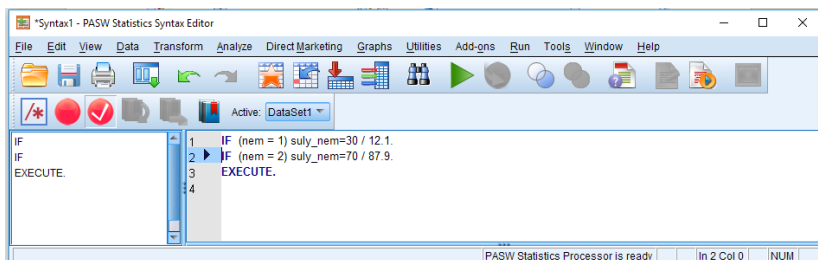 *Syntax1 - PASW Statistics Syntax Editor
File Edit View Data Transform Analyze Direct Marketing Graphs Utilities Add-ons Run Tools Window Help
Active: DataSet1
IF
IF
EXECUTE.
1 IF (nem = 1) suly_nem=30 / 12.1.
2 IF (nem = 2) suly_nem=70 / 87.9.
3 EXECUTE.
4
PASW Statistics Processor is ready In 2 Col 0 NUM